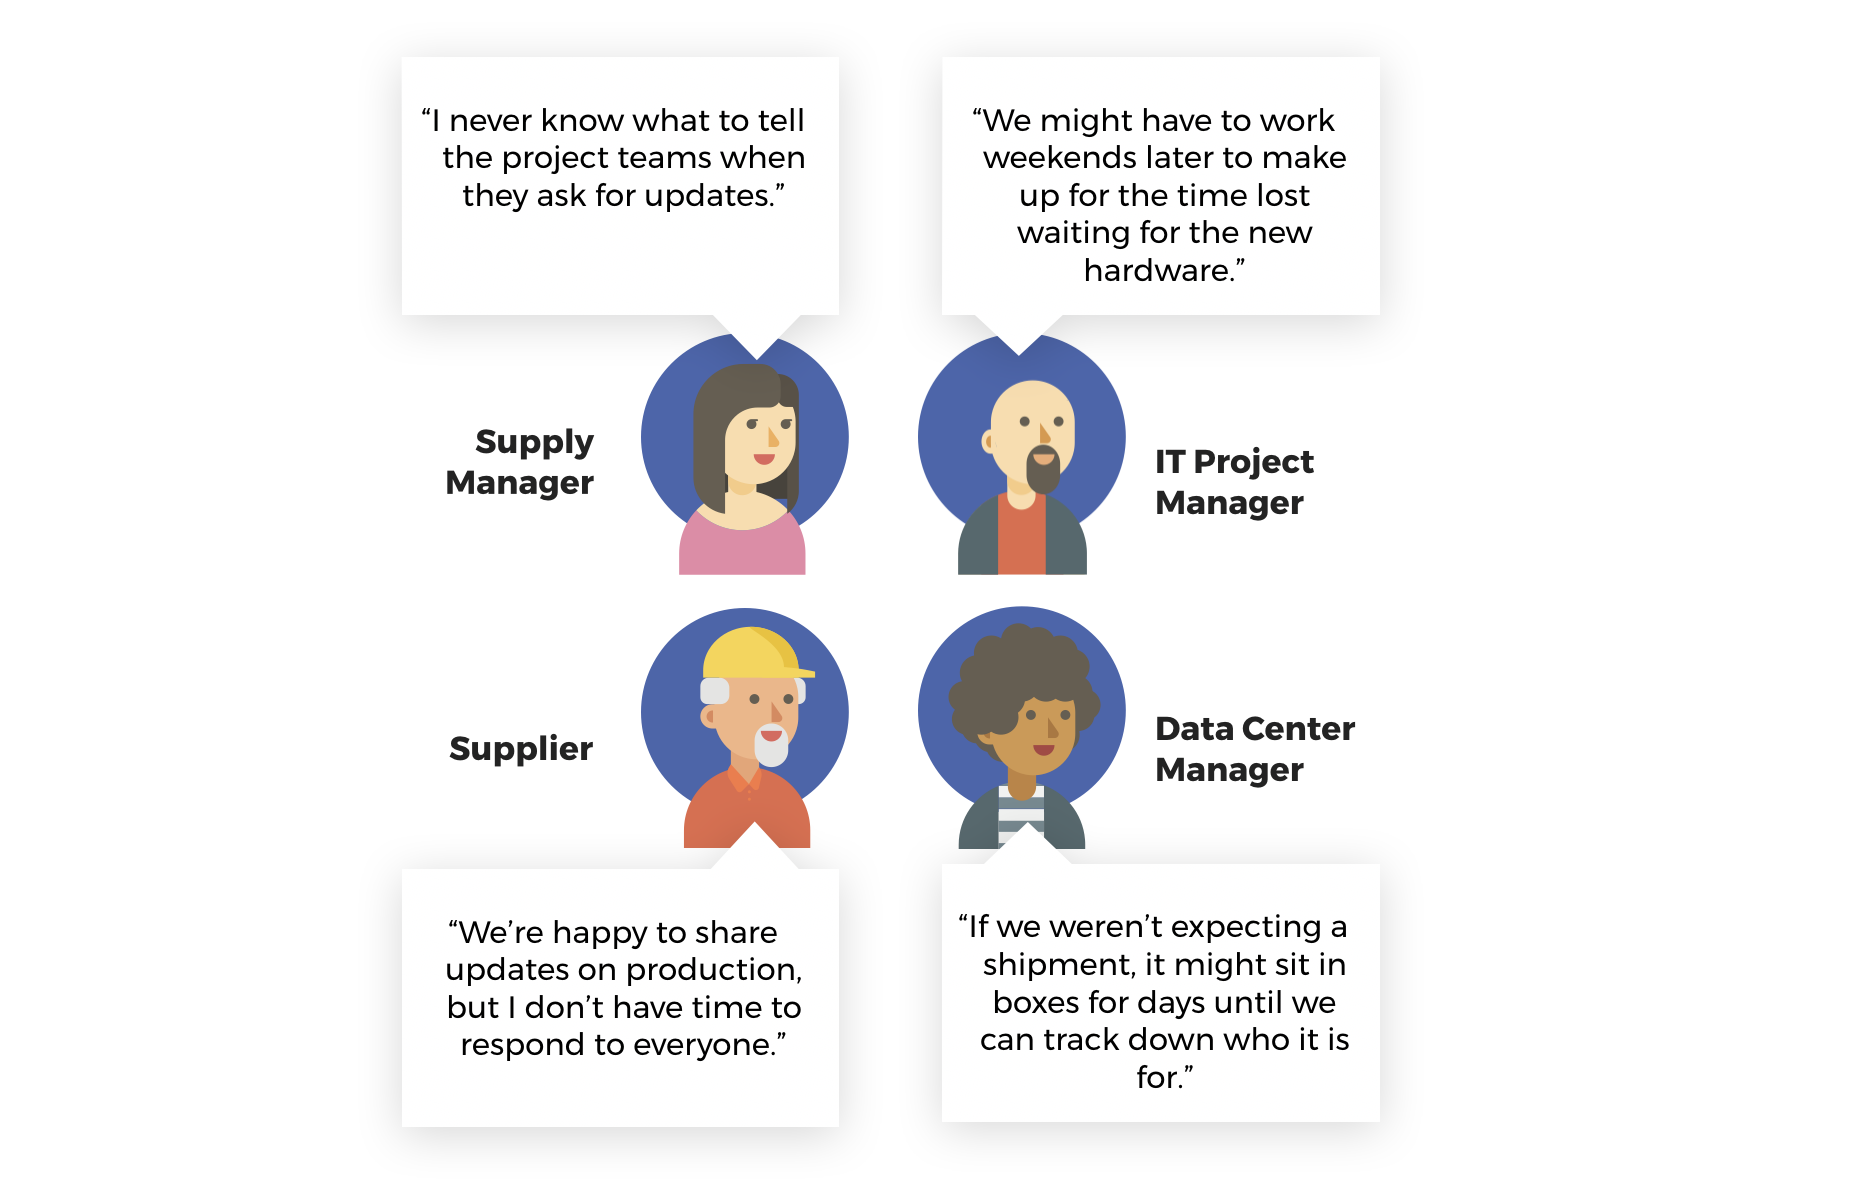 “I never know what to tell
the project teams when
they ask for updates.”
“We might have to work
weekends later to make
up for the time lost
waiting for the new
hardware.”
Supply
Manager
IT Project
Manager
Supplier
Data Center
Manager
“We’re happy to share
updates on production,
but I don’t have time to
respond to everyone.”
“If we weren’t expecting a
shipment, it might sit in
boxes for days until we
can track down who it is
for.”